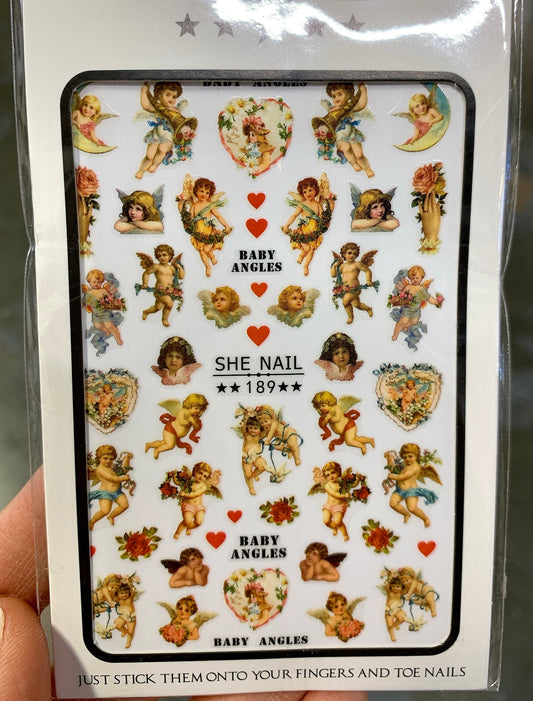 BABY ANGLES
BABY
ANGLES
SHE NAIL
★★189★★
BABY
ANGLES
BABY ANGLES
JUST STICK THEM ONTO YOUR FINGERS AND TOE NAILS